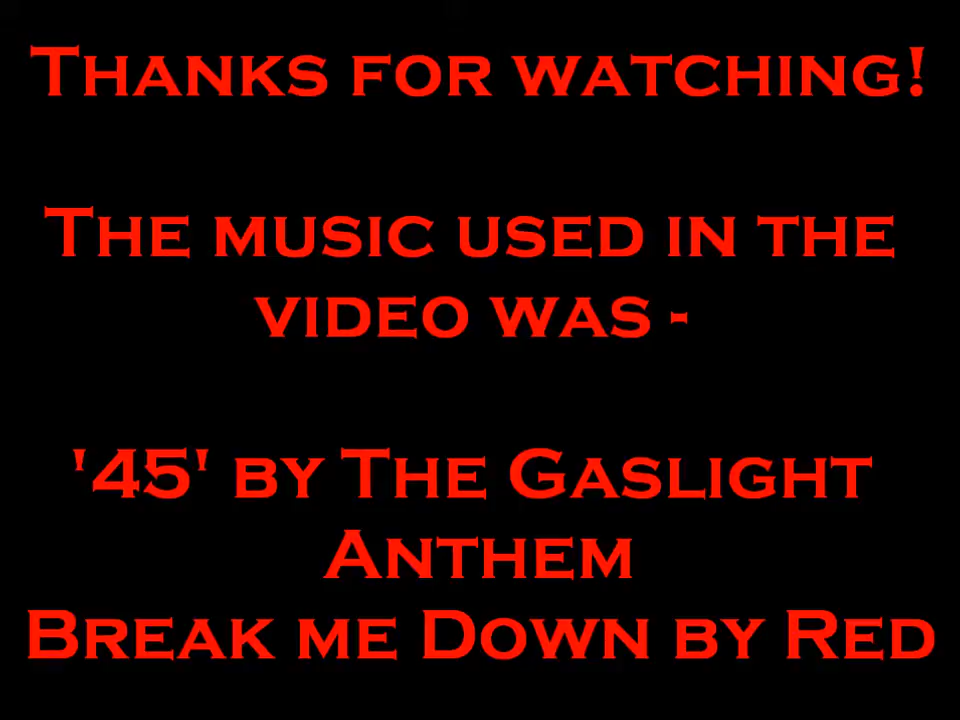 Thanks for watching!
The music used in the
video was -
'45' by The Gaslight
Anthem
Break me Down by Red